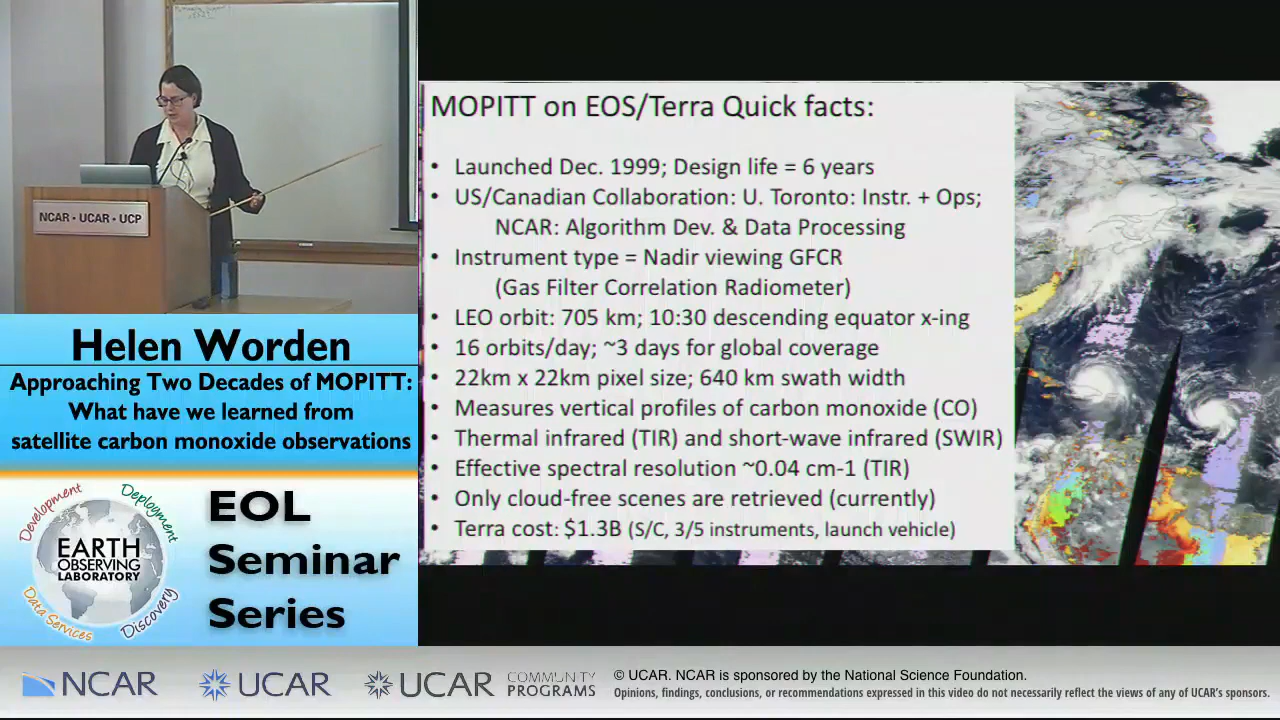 NCAR • UCAR • UCP
MOPITT on EOS/Terra Quick facts:
• Launched Dec. 1999; Design life = 6 years
• US/Canadian Collaboration: U. Toronto: Instr. + Ops;
NCAR: Algorithm Dev. & Data Processing
• Instrument type = Nadir viewing GFCR
(Gas Filter Correlation Radiometer)
• LEO orbit: 705 km; 10:30 descending equator x-ing
• 16 orbits/day; ~3 days for global coverage
• 22km x 22km pixel size; 640 km swath width
• Measures vertical profiles of carbon monoxide (CO)
• Thermal infrared (TIR) and short-wave infrared (SWIR)
• Effective spectral resolution ~0.04 cm-1 (TIR)
• Only cloud-free scenes are retrieved (currently)
• Terra cost: $1.3B (S/C, 3/5 instruments, launch vehicle)
Helen Worden
Approaching Two Decades of MOPITT:
What have we learned from
satellite carbon monoxide observations
Development
Deployment
EARTH
OBSERVING
LABORATORY
Data Services
Discovery
EOL
Seminar
Series
NCAR
UCAR
UCAR
COMMUNITY
PROGRAMS
© UCAR. NCAR is sponsored by the National Science Foundation.
Opinions, findings, conclusions, or recommendations expressed in this video do not necessarily reflect the views of any of UCAR's sponsors.